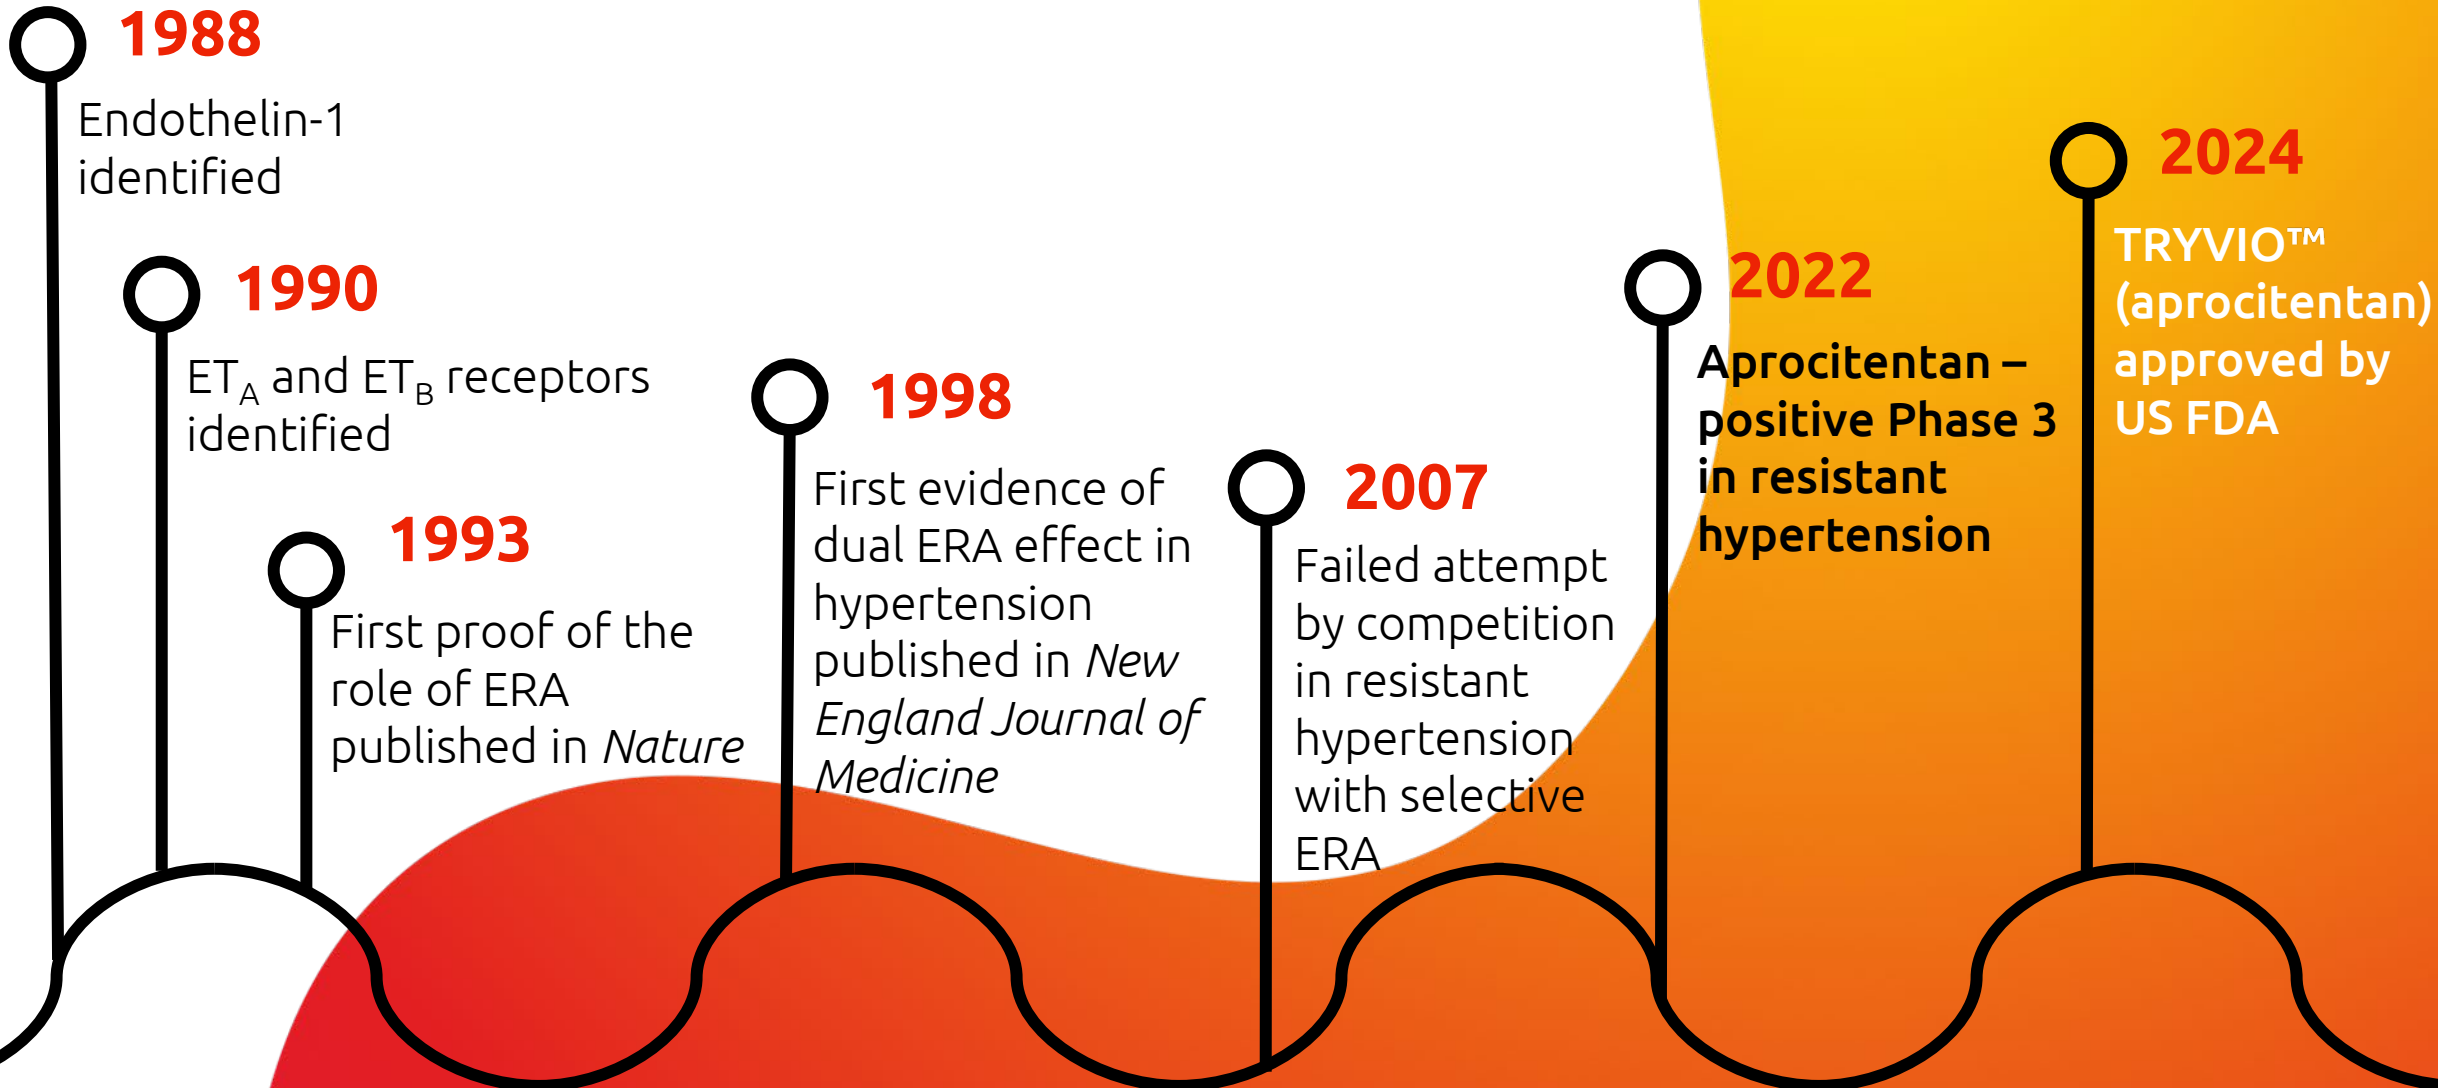 1988
Endothelin-1
identified
1990
ETA and ETB receptors
identified
1993
First proof of the
role of ERA
published in Nature
1998
First evidence of
dual ERA effect in
hypertension
published in New
England Journal of
Medicine
2007
Failed attempt
by competition
in resistant
hypertension
with selective
ERA
2022
Aprocitentan –
positive Phase 3
in resistant
hypertension
2024
TRYVIO™
(aprocitentan)
approved by
US FDA